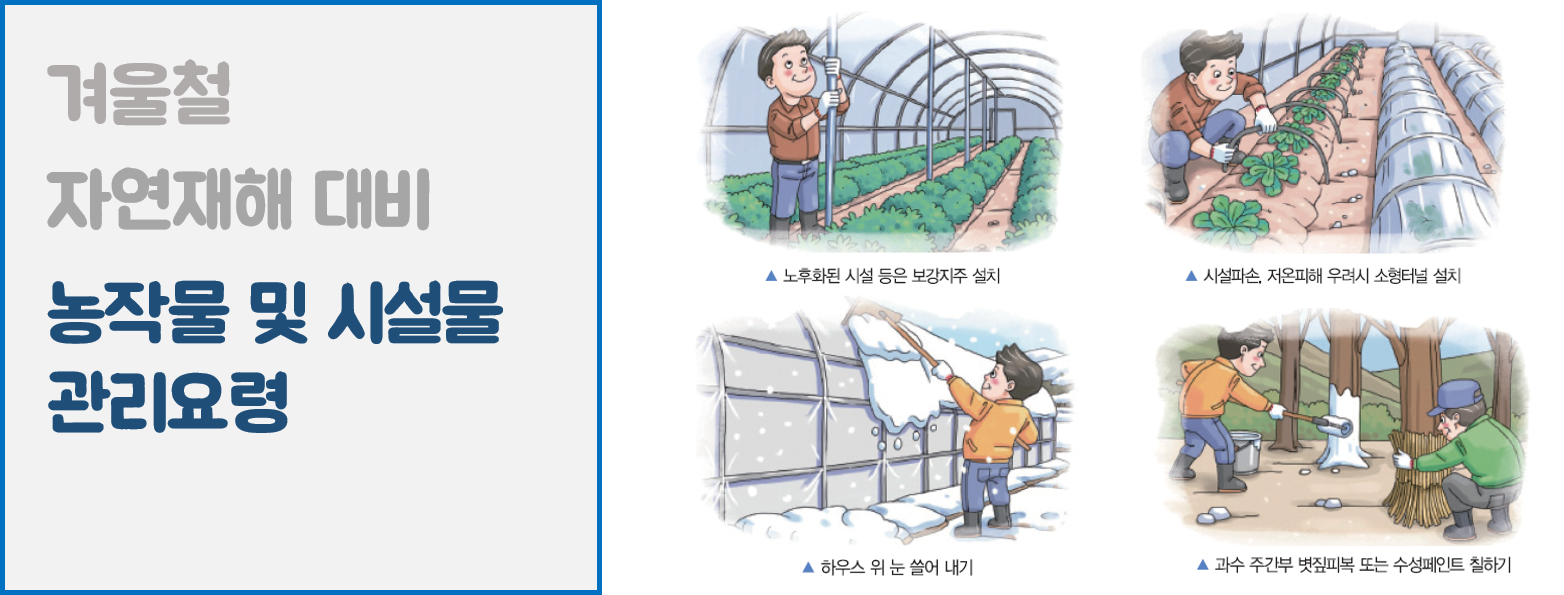 겨울철
자연재해 대비
농작물 및 시설물
관리요령
▲ 노후화된 시설 등은 보강지주 설치
▲ 시설파손, 저온피해 우려시 소형터널 설치
▲ 하우스 위 눈 쓸어 내기
▲ 과수 주간부 볏짚피복 또는 수성페인트 칠하기